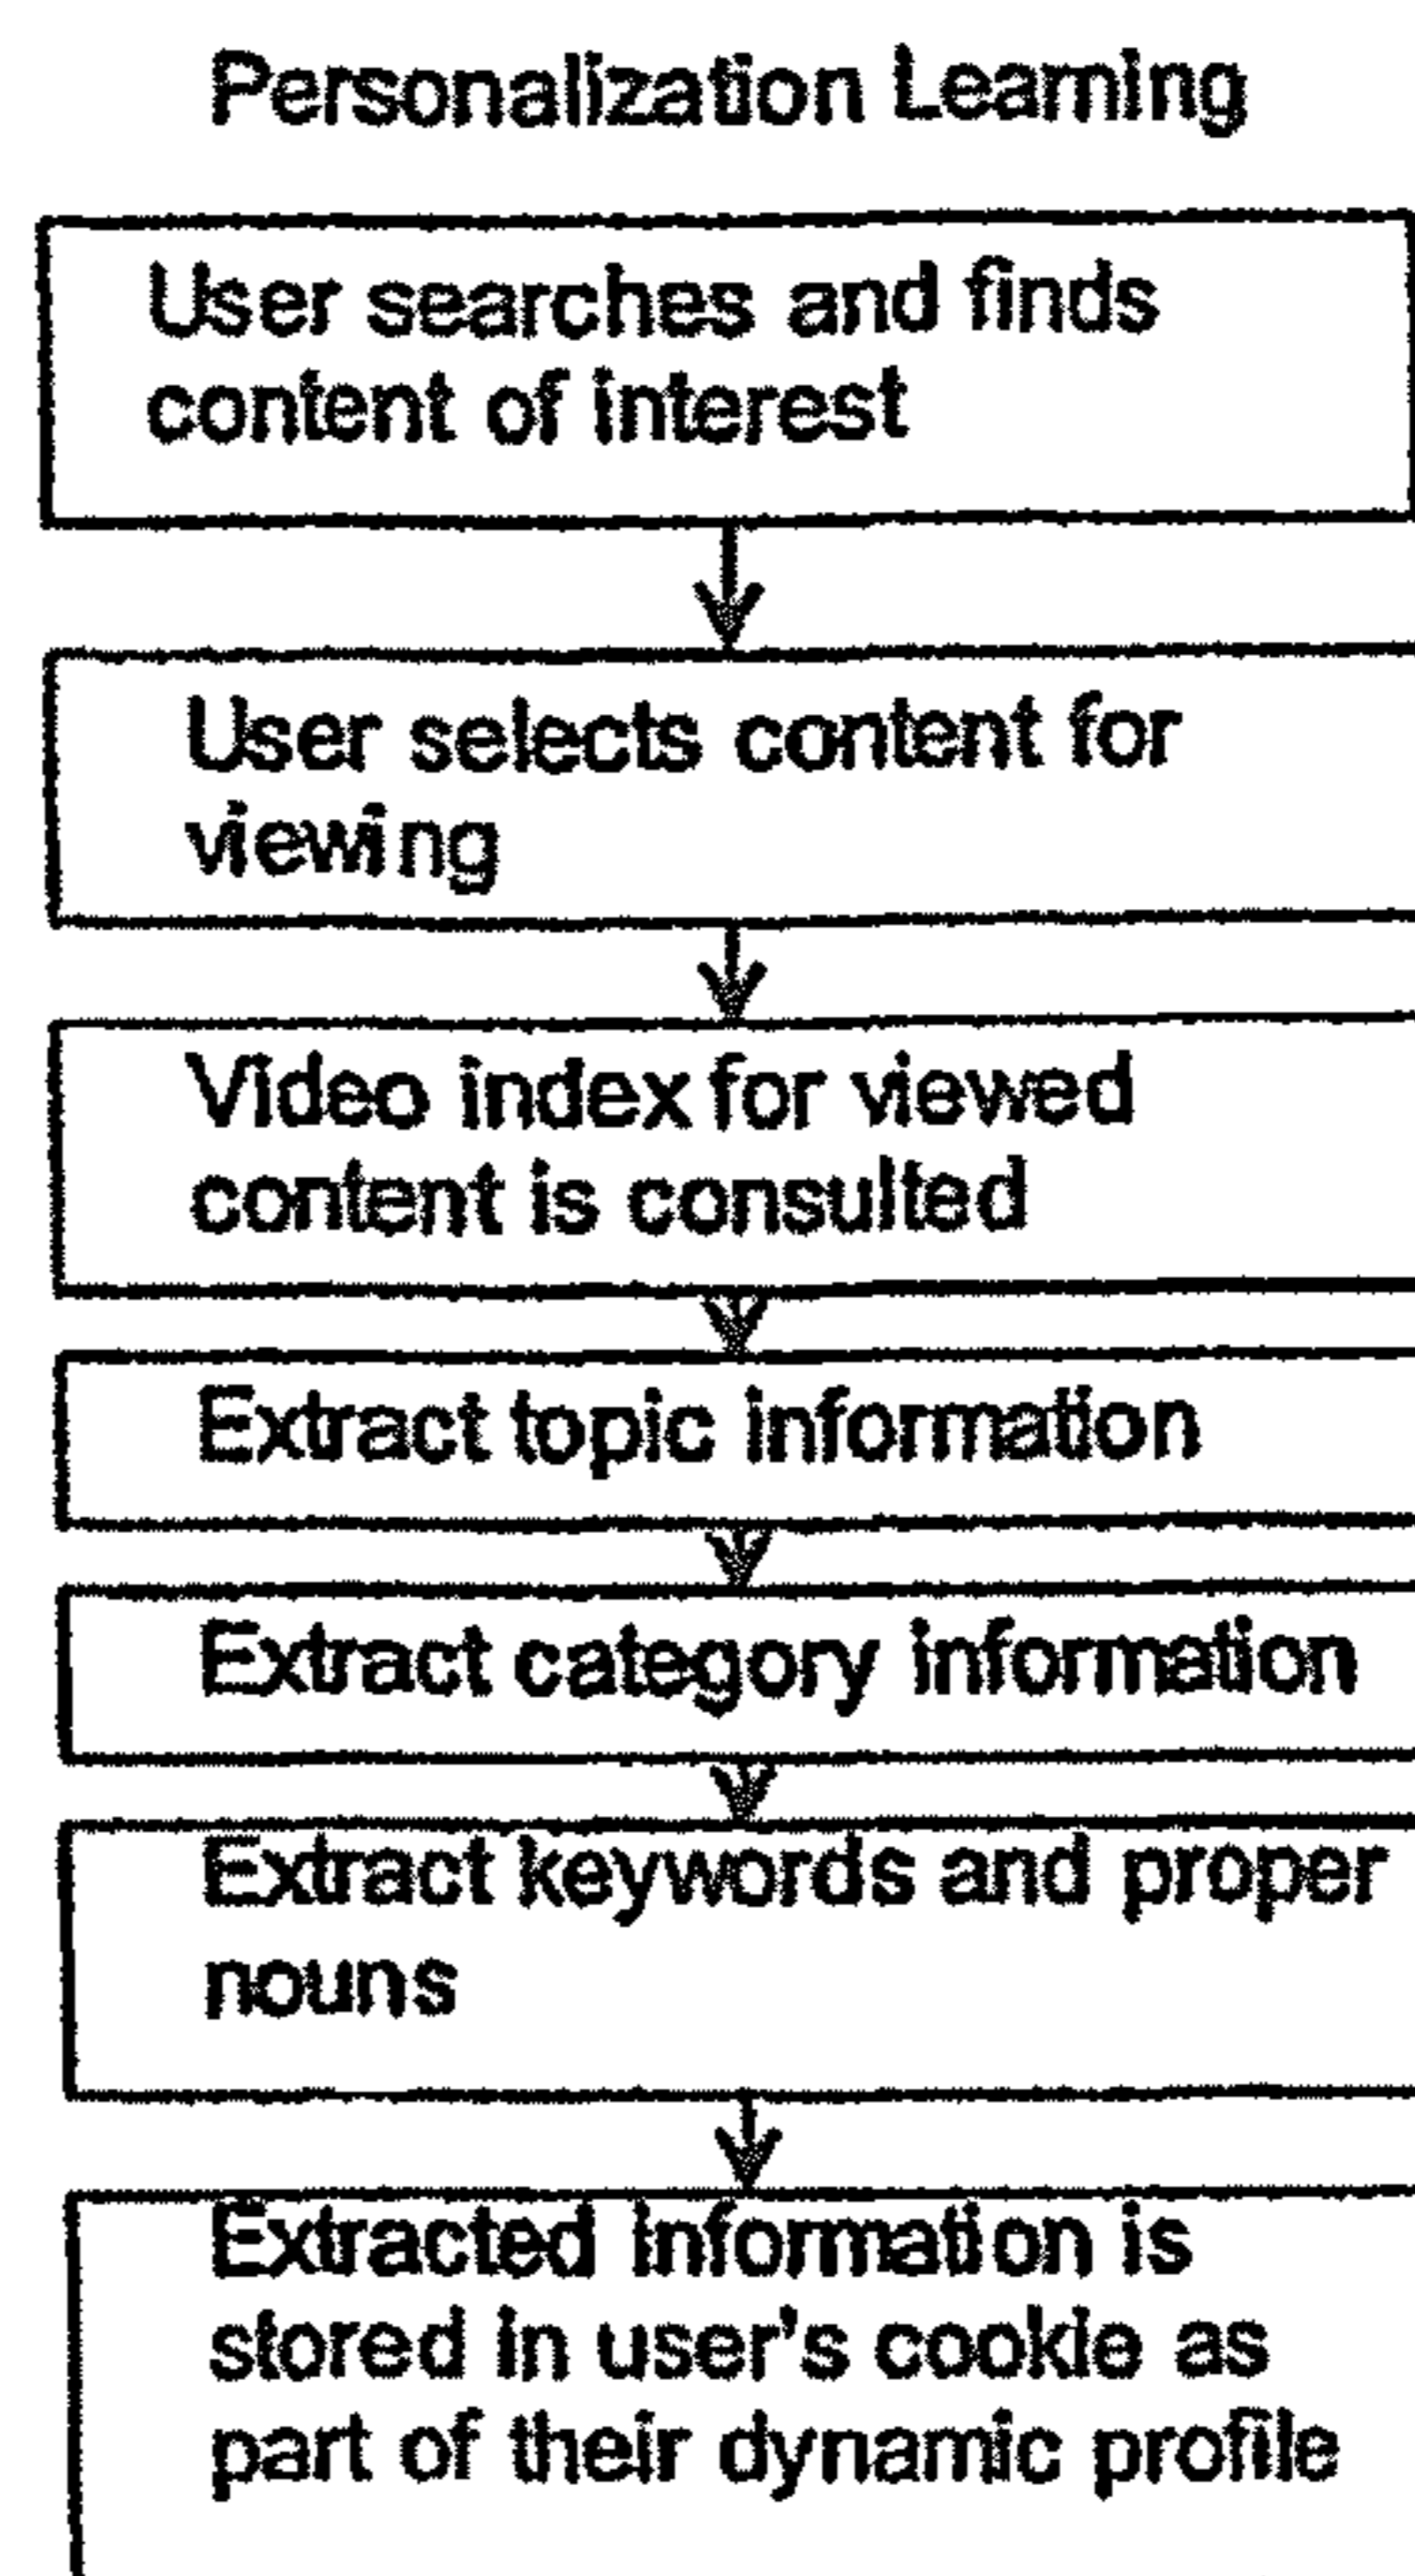 Personalization Learning
User searches and finds
content of interest
User selects content for
viewing
Video index for viewed
content is consulted
Extract topic information
Extract category information
Extract keywords and proper
nouns
Extracted information is
stored in user's cookie as
part of their dynamic profile